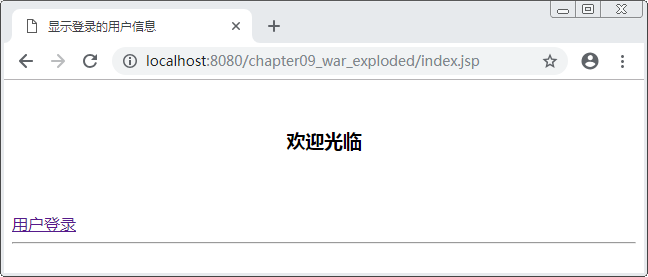 显示登录的用户信息
localhost:8080/chapter09_war_exploded/index.jsp
欢迎光临
用户登录